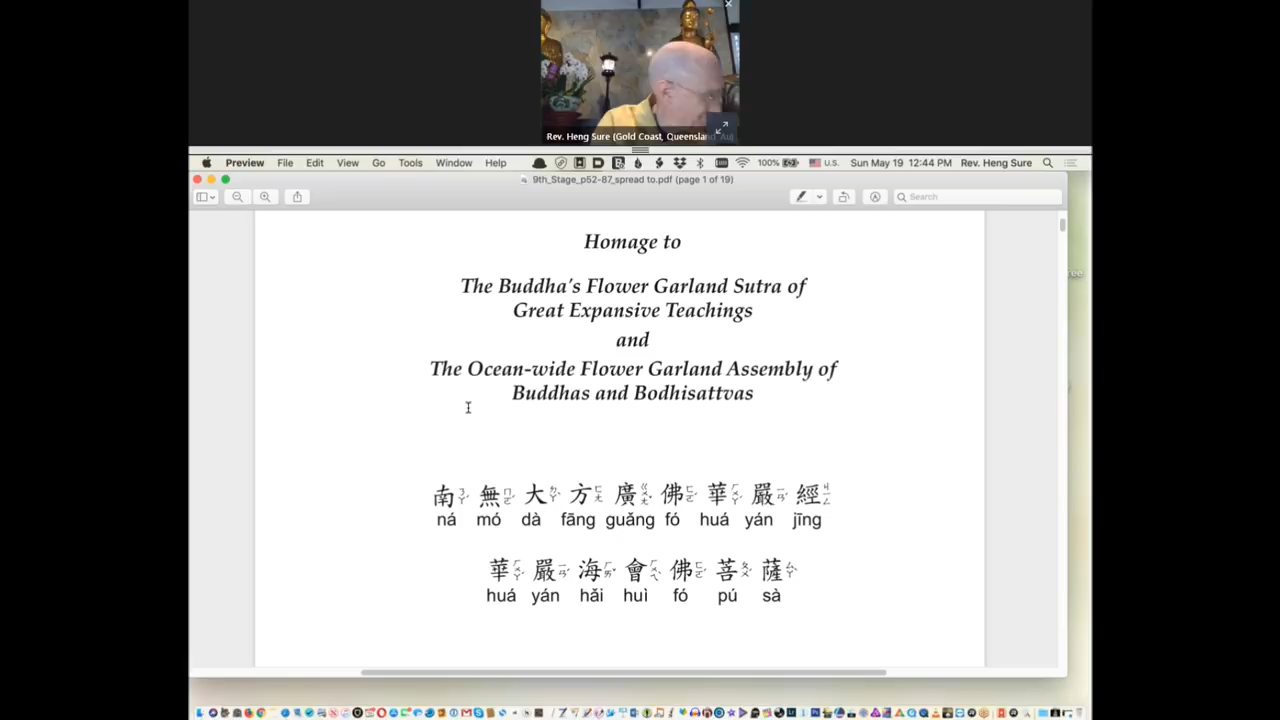 Rev. Heng Sure (Gold Coast, Queensland, Au)
Preview File Edit View Go Tools Window Help 100% U.S. Sun May 19 12:44 PM Rev. Heng Sure
9th_Stage_p52-87_spread to.pdf (page 1 of 19)
Search
Homage to
The Buddha's Flower Garland Sutra of
Great Expansive Teachings
and
The Ocean-wide Flower Garland Assembly of
Buddhas and Bodhisattvas
南無大方廣佛華嚴經
ná mó dà fāng guǎng fó huá yán jīng
華嚴海會佛菩薩
huá yán hǎi huì fó pú sà